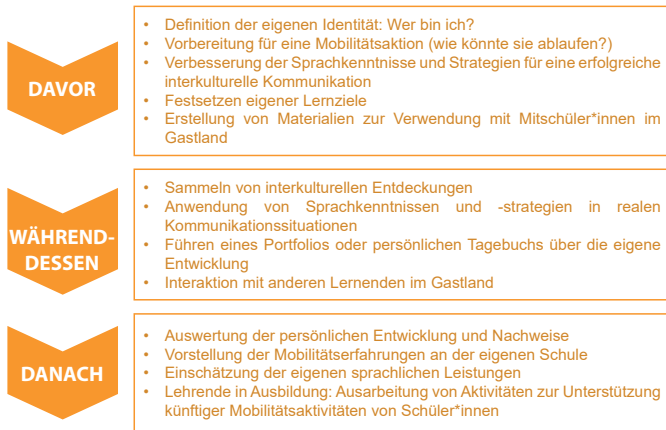 DAVOR
• Definition der eigenen Identität: Wer bin ich?
• Vorbereitung für eine Mobilitätsaktion (wie könnte sie ablaufen?)
• Verbesserung der Sprachkenntnisse und Strategien für eine erfolgreiche
interkulturelle Kommunikation
• Festsetzen eigener Lernziele
• Erstellung von Materialien zur Verwendung mit Mitschüler*innen im
Gastland
WÄHREND-
DESSEN
• Sammeln von interkulturellen Entdeckungen
• Anwendung von Sprachkenntnissen und -strategien in realen
Kommunikationssituationen
• Führen eines Portfolios oder persönlichen Tagebuchs über die eigene
Entwicklung
• Interaktion mit anderen Lernenden im Gastland
DANACH
• Auswertung der persönlichen Entwicklung und Nachweise
• Vorstellung der Mobilitätserfahrungen an der eigenen Schule
• Einschätzung der eigenen sprachlichen Leistungen
• Lehrende in Ausbildung: Ausarbeitung von Aktivitäten zur Unterstützung
künftiger Mobilitätsaktivitäten von Schüler*innen